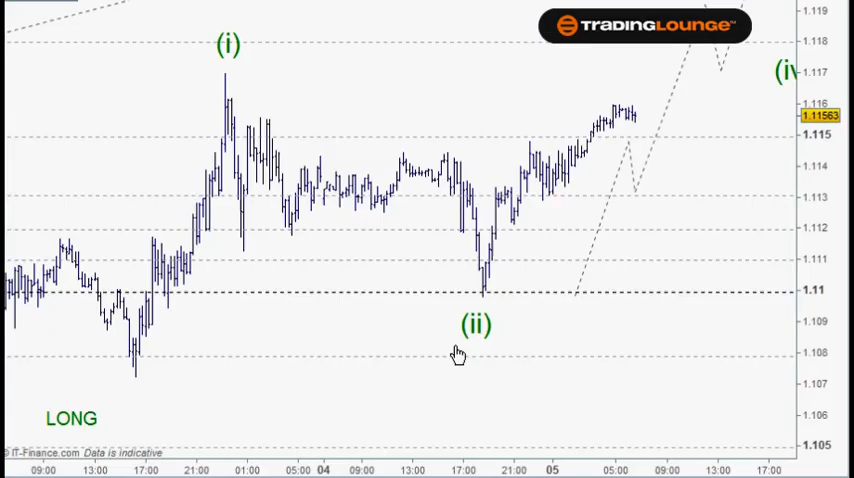 1.119
TRADINGLOUNGE™
(i)
1.118
1.117
1.116
1.11563
1.115
1.114
1.113
1.112
1.111
1.11
(ii)
1.109
1.108
1.107
LONG
1.106
1.105
© IT-Finance.com Data is indicative
09:00 13:00 17:00 21:00 01:00 05:00 04 09:00 13:00 17:00 21:00 05 05:00 09:00 13:00 17:00